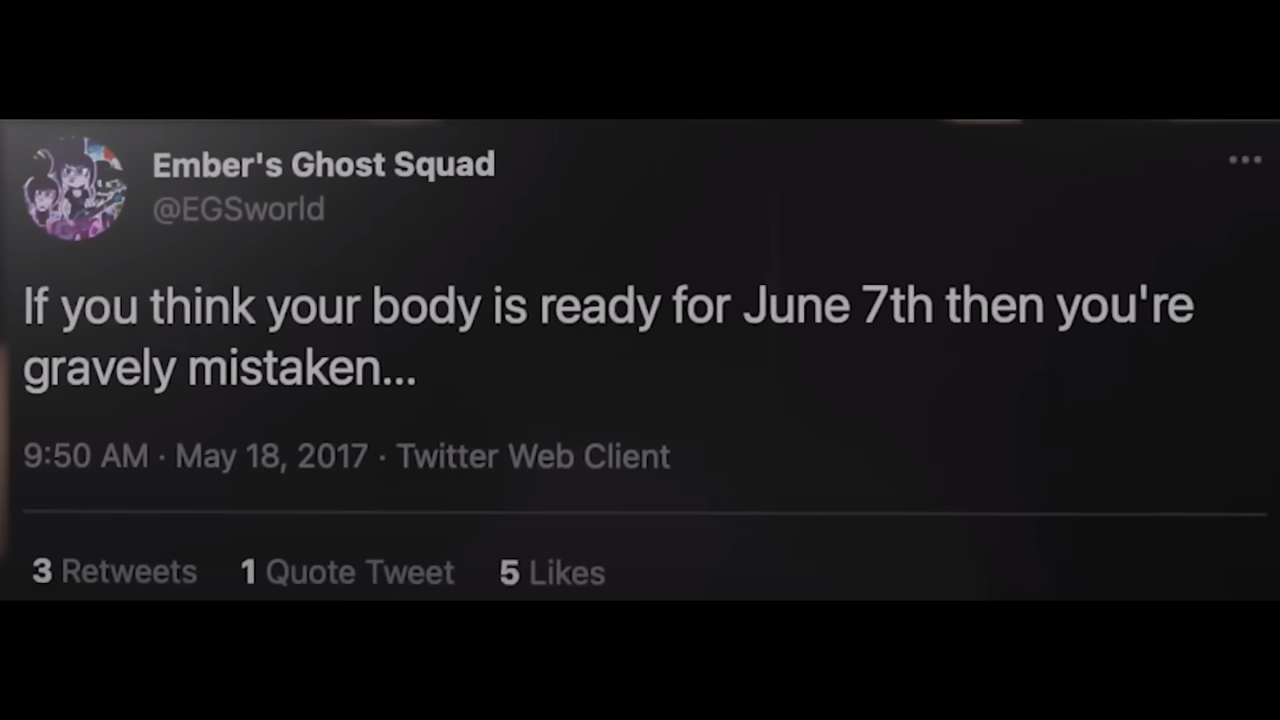 Ember's Ghost Squad
@EGSworld
If you think your body is ready for June 7th then you're
gravely mistaken...
9:50 AM · May 18, 2017 · Twitter Web Client
3 Retweets 1 Quote Tweet 5 Likes